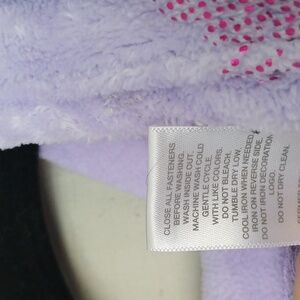 CLOSE ALL FASTENERS
BEFORE WASHING.
WASH INSIDE OUT.
MACHINE WASH COLD
GENTLE CYCLE
WITH LIKE COLORS.
DO NOT BLEACH.
TUMBLE DRY LOW.
COOL IRON WHEN NEEDED.
IRON ON REVERSE SIDE.
DO NOT IRON DECORATION
OR LOGO.
DO NOT DRY CLEAN.